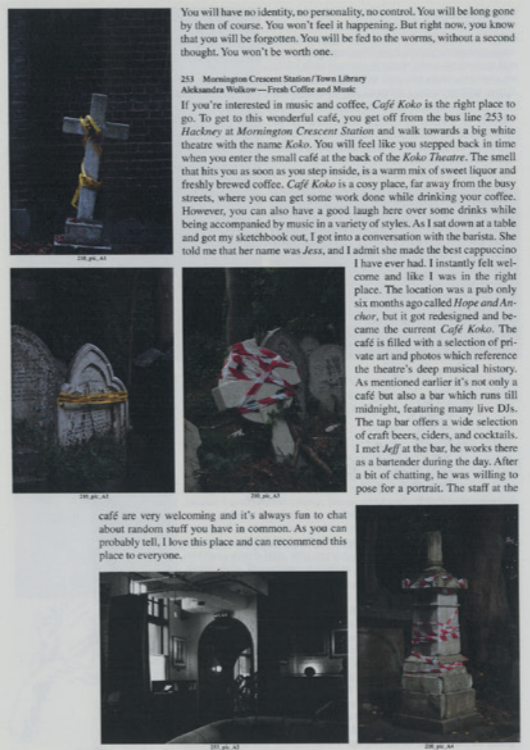 You will have no identity, no personality, no control. You will be long gone
by then of course. You won't feel it happening. But right now, you know
that you will be forgotten. You will be fed to the worms, without a second
thought. You won't be worth one.
253 Mornington Crescent Station/Town Library
Aleksandra Wolkow—Fresh Coffee and Music
If you're interested in music and coffee, Café Koko is the right place to
go. To get to this wonderful café, you get off from the bus line 253 to
Hackney at Mornington Crescent Station and walk towards a big white
theatre with the name Koko. You will feel like you stepped back in time
when you enter the small café at the back of the Koko Theatre. The smell
that hits you as soon as you step inside, is a warm mix of sweet liquor and
freshly brewed coffee. Café Koko is a cosy place, far away from the busy
streets, where you can get some work done while drinking your coffee.
However, you can also have a good laugh here over some drinks while
being accompanied by music in a variety of styles. As I sat down at a table
and got my sketchbook out, I got into a conversation with the barista. She
told me that her name was Jess, and I admit she made the best cappuccino
I have ever had. I instantly felt wel-
come and like I was in the right
place. The location was a pub only
six months ago called Hope and An-
chor, but it got redesigned and be-
came the current Café Koko. The
café is filled with a selection of pri-
vate art and photos which reference
the theatre's deep musical history.
As mentioned earlier it's not only a
café but also a bar which runs till
midnight, featuring many live DJs.
The tap bar offers a wide selection
of craft beers, ciders, and cocktails.
I met Jeff at the bar, he works there
as a bartender during the day. After
a bit of chatting, he was willing to
pose for a portrait. The staff at the
café are very welcoming and it's always fun to chat
about random stuff you have in common. As you can
probably tell, I love this place and can recommend this
place to everyone.